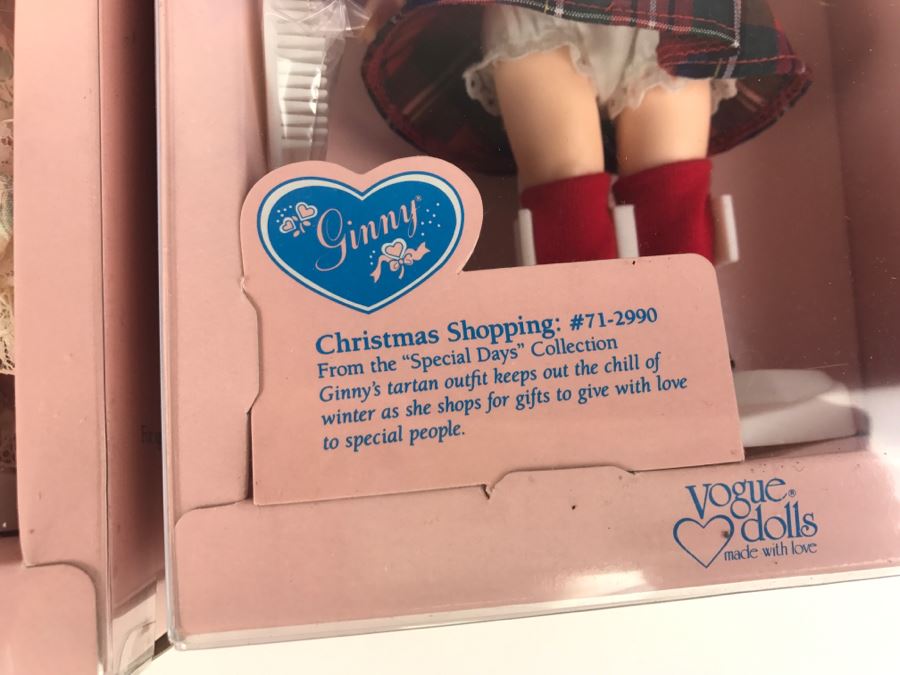 Ginny®
Christmas Shopping: #71-2990
From the “Special Days” Collection
Ginny's tartan outfit keeps out the chill of
winter as she shops for gifts to give with love
to special people.
Vogue®
dolls
made with love